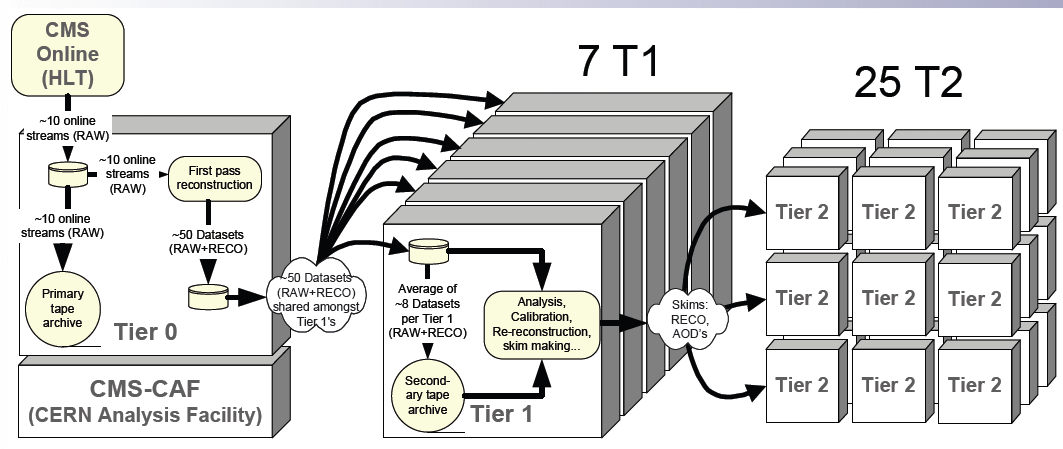 CMS
Online
(HLT)
~10 online
streams (RAW)
~10 online
streams
(RAW)
First pass
reconstruction
~10 online
streams (RAW)
~50 Datasets
(RAW+RECO)
Primary
tape
archive
Tier 0
CMS-CAF
(CERN Analysis Facility)
~50 Datasets
(RAW+RECO)
shared amongst
Tier 1's
7 T1
Average of
~8 Datasets
per Tier 1
(RAW+RECO)
Analysis,
Calibration,
Re-reconstruction,
skim making...
Second-
ary tape
archive
Tier 1
Skims:
RECO,
AOD's
25 T2
Tier 2
Tier 2
Tier 2
Tier 2
Tier 2
Tier 2
Tier 2
Tier 2
Tier 2